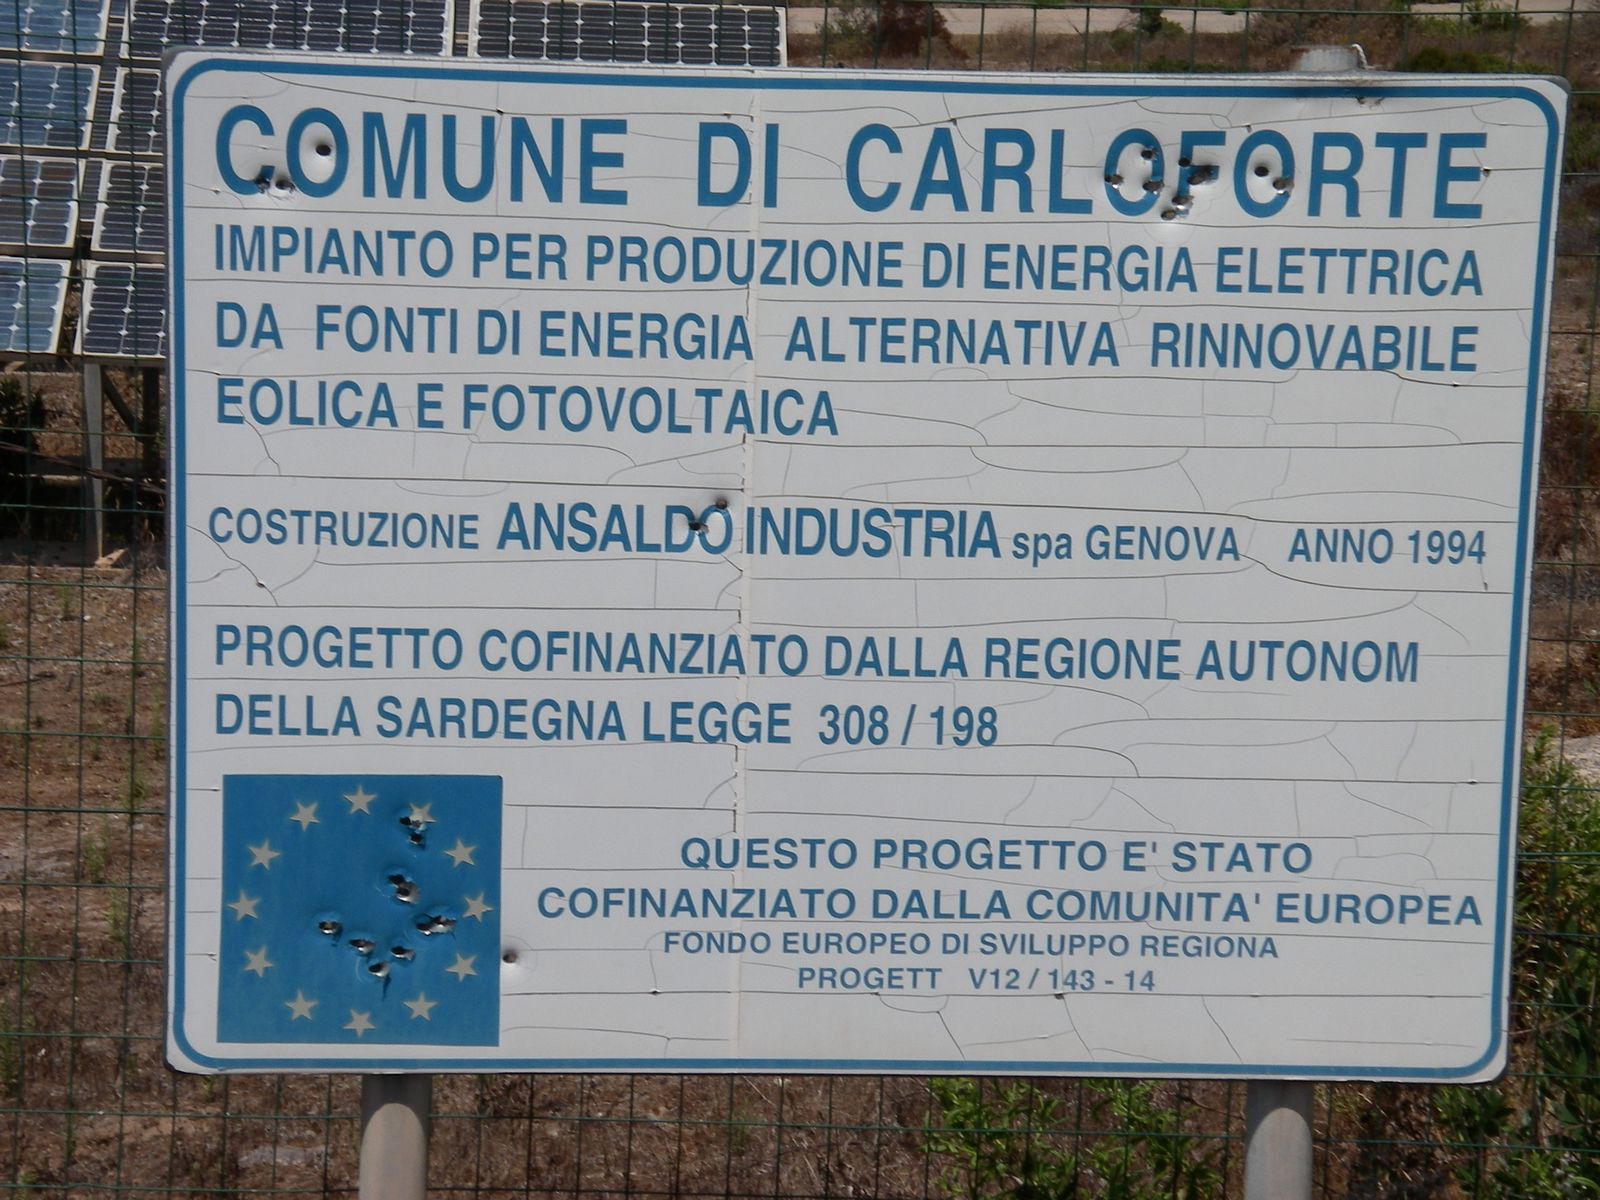 COMUNE DI CARLOFORTE
IMPIANTO PER PRODUZIONE DI ENERGIA ELETTRICA
DA FONTI DI ENERGIA ALTERNATIVA RINNOVABILE
EOLICA E FOTOVOLTAICA
COSTRUZIONE ANSALDO INDUSTRIA spa GENOVA ANNO 1994
PROGETTO COFINANZIATO DALLA REGIONE AUTONOM
DELLA SARDEGNA LEGGE 308 / 198
QUESTO PROGETTO E' STATO
COFINANZIATO DALLA COMUNITA' EUROPEA
FONDO EUROPEO DI SVILUPPO REGIONA
PROGETT V12 / 143 - 14